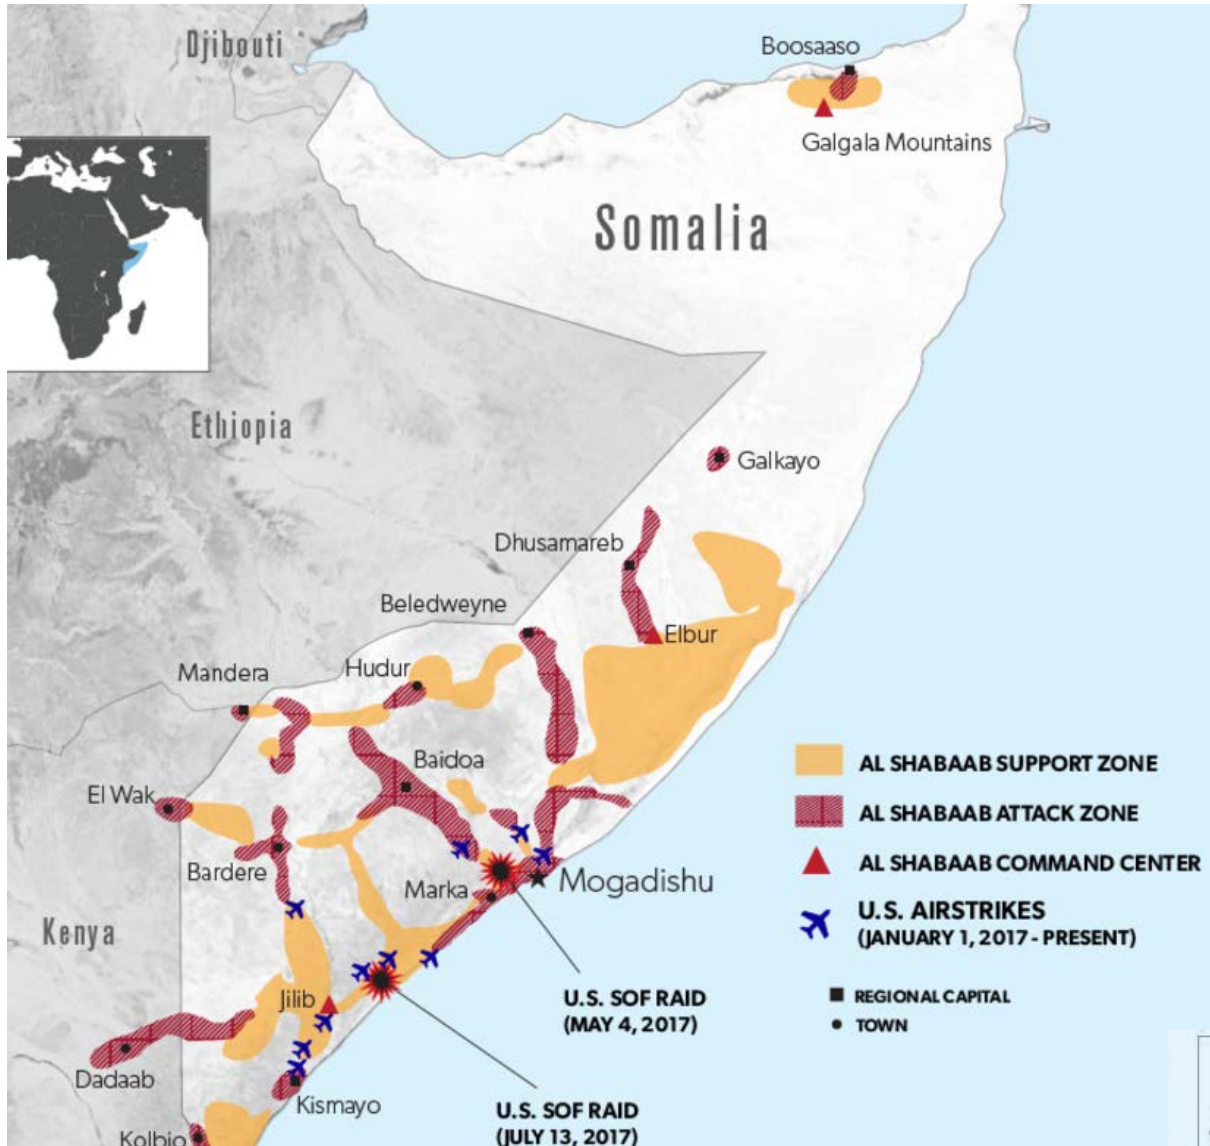 Djibouti
Boosaaso
Galgala Mountains
Somalia
Ethiopia
Galkayo
Dhusamareb
Beledweyne
Elbur
Mandera
Hudur
Baidoa
El Wak
Bardere
Marka
Mogadishu
Kenya
Jilib
Dadaab
Kismayo
Kolbio
U.S. SOF RAID
(MAY 4, 2017)
U.S. SOF RAID
(JULY 13, 2017)
AL SHABAAB SUPPORT ZONE
AL SHABAAB ATTACK ZONE
AL SHABAAB COMMAND CENTER
U.S. AIRSTRIKES
(JANUARY 1, 2017 - PRESENT)
REGIONAL CAPITAL
TOWN